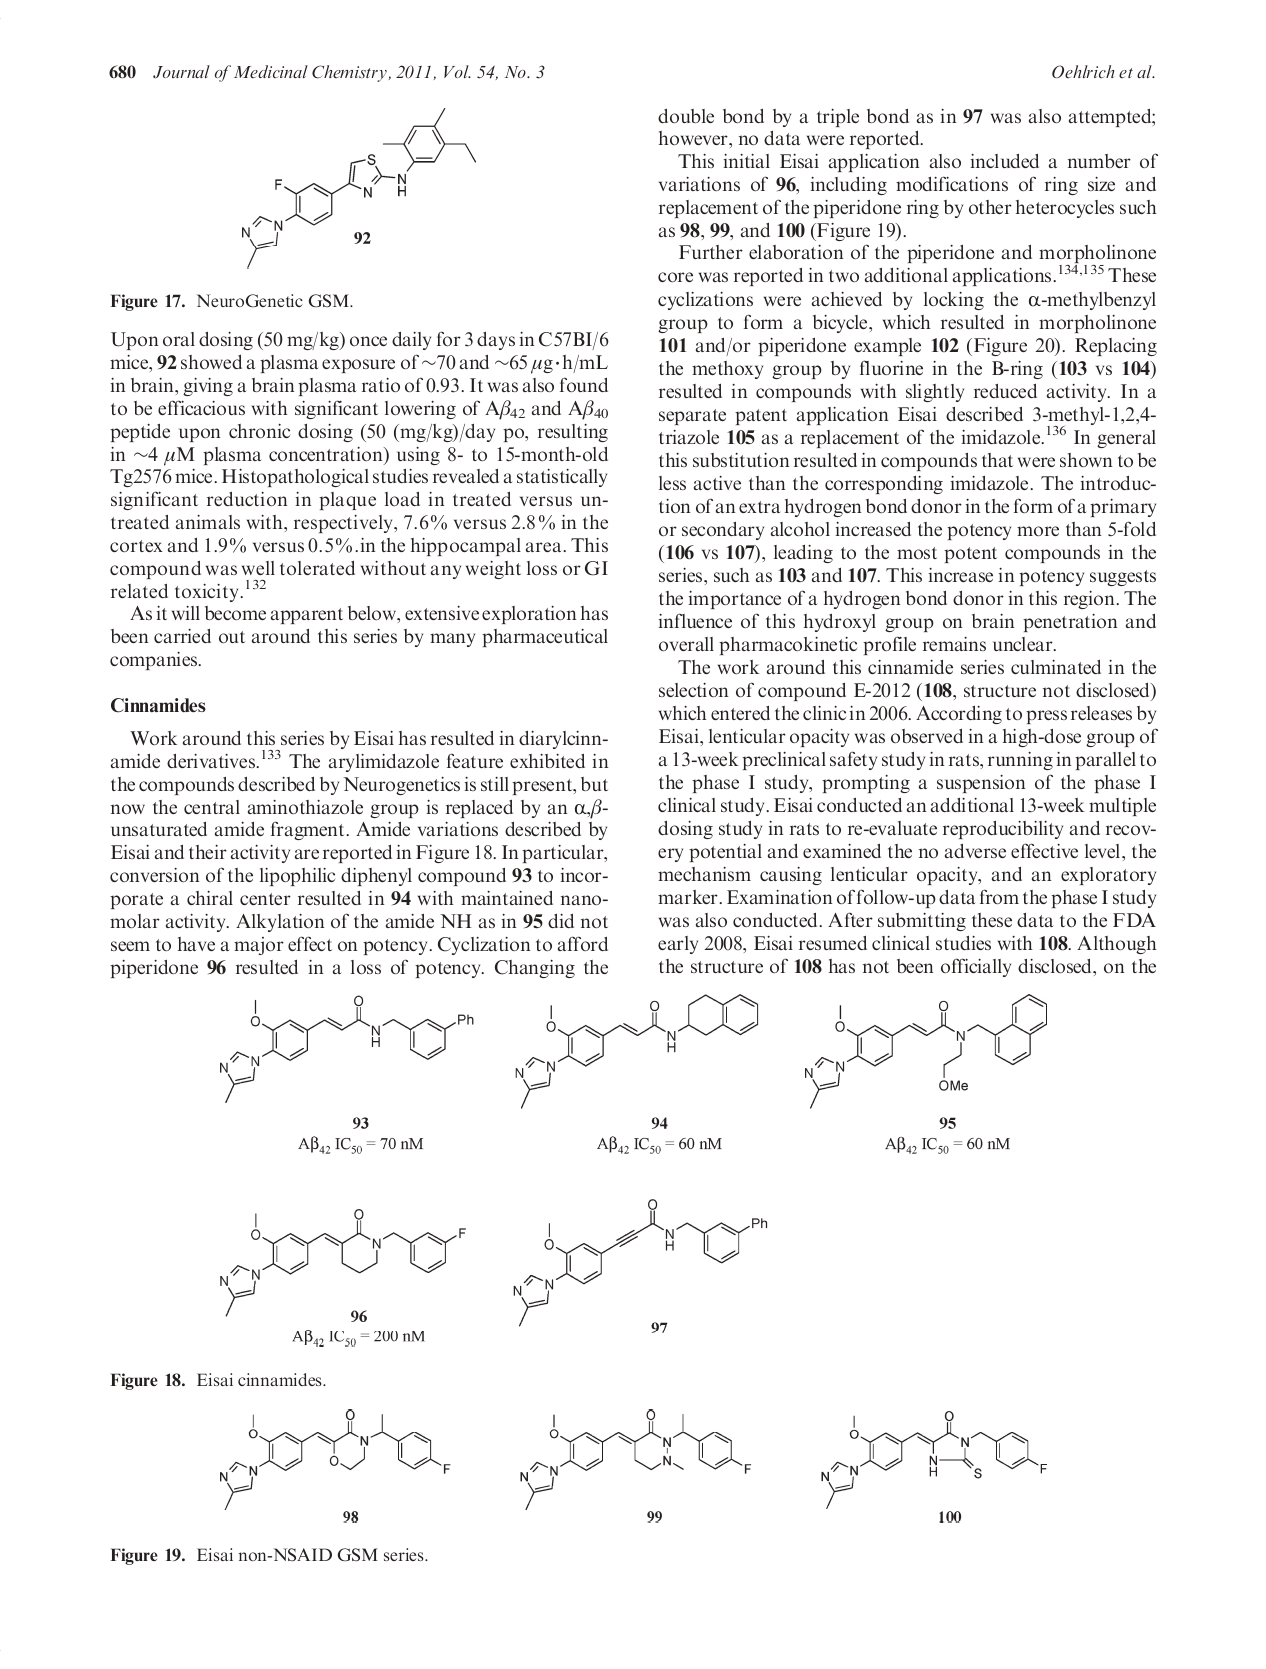 680 Journal of Medicinal Chemistry, 2011, Vol. 54, No. 3
Oehlrich et al.
S
N
N
H
F
N
N
92
Figure 17. NeuroGenetic GSM.
Upon oral dosing (50 mg/kg) once daily for 3 days in C57BI/6
mice, 92 showed a plasma exposure of ∼70 and ∼65 μg·h/mL
in brain, giving a brain plasma ratio of 0.93. It was also found
to be efficacious with significant lowering of Aβ42 and Aβ40
peptide upon chronic dosing (50 (mg/kg)/day po, resulting
in ∼4 μM plasma concentration) using 8- to 15-month-old
Tg2576 mice. Histopathological studies revealed a statistically
significant reduction in plaque load in treated versus un-
treated animals with, respectively, 7.6% versus 2.8% in the
cortex and 1.9% versus 0.5%.in the hippocampal area. This
compound was well tolerated without any weight loss or GI
related toxicity.132
As it will become apparent below, extensive exploration has
been carried out around this series by many pharmaceutical
companies.
Cinnamides
Work around this series by Eisai has resulted in diarylcinn-
amide derivatives.133 The arylimidazole feature exhibited in
the compounds described by Neurogenetics is still present, but
now the central aminothiazole group is replaced by an α,β-
unsaturated amide fragment. Amide variations described by
Eisai and their activity are reported in Figure 18. In particular,
conversion of the lipophilic diphenyl compound 93 to incor-
porate a chiral center resulted in 94 with maintained nano-
molar activity. Alkylation of the amide NH as in 95 did not
seem to have a major effect on potency. Cyclization to afford
piperidone 96 resulted in a loss of potency. Changing the
double bond by a triple bond as in 97 was also attempted;
however, no data were reported.
This initial Eisai application also included a number of
variations of 96, including modifications of ring size and
replacement of the piperidone ring by other heterocycles such
as 98, 99, and 100 (Figure 19).
Further elaboration of the piperidone and morpholinone
core was reported in two additional applications.134,135 These
cyclizations were achieved by locking the α-methylbenzyl
group to form a bicycle, which resulted in morpholinone
101 and/or piperidone example 102 (Figure 20). Replacing
the methoxy group by fluorine in the B-ring (103 vs 104)
resulted in compounds with slightly reduced activity. In a
separate patent application Eisai described 3-methyl-1,2,4-
triazole 105 as a replacement of the imidazole.136 In general
this substitution resulted in compounds that were shown to be
less active than the corresponding imidazole. The introduc-
tion of an extra hydrogen bond donor in the form of a primary
or secondary alcohol increased the potency more than 5-fold
(106 vs 107), leading to the most potent compounds in the
series, such as 103 and 107. This increase in potency suggests
the importance of a hydrogen bond donor in this region. The
influence of this hydroxyl group on brain penetration and
overall pharmacokinetic profile remains unclear.
The work around this cinnamide series culminated in the
selection of compound E-2012 (108, structure not disclosed)
which entered the clinic in 2006. According to press releases by
Eisai, lenticular opacity was observed in a high-dose group of
a 13-week preclinical safety study in rats, running in parallel to
the phase I study, prompting a suspension of the phase I
clinical study. Eisai conducted an additional 13-week multiple
dosing study in rats to re-evaluate reproducibility and recov-
ery potential and examined the no adverse effective level, the
mechanism causing lenticular opacity, and an exploratory
marker. Examination of follow-up data from the phase I study
was also conducted. After submitting these data to the FDA
early 2008, Eisai resumed clinical studies with 108. Although
the structure of 108 has not been officially disclosed, on the
O O N H Ph N N
O O N H N N
O O N OMe N N
93
94
95
Aβ42 IC50 = 70 nM
Aβ42 IC50 = 60 nM
Aβ42 IC50 = 60 nM
O O N F N N
O O N H Ph N N
96
Aβ42 IC50 = 200 nM
97
Figure 18. Eisai cinnamides.
O O N O F N N
O O N N F N N
O O N N H S F N N
98
99
100
Figure 19. Eisai non-NSAID GSM series.